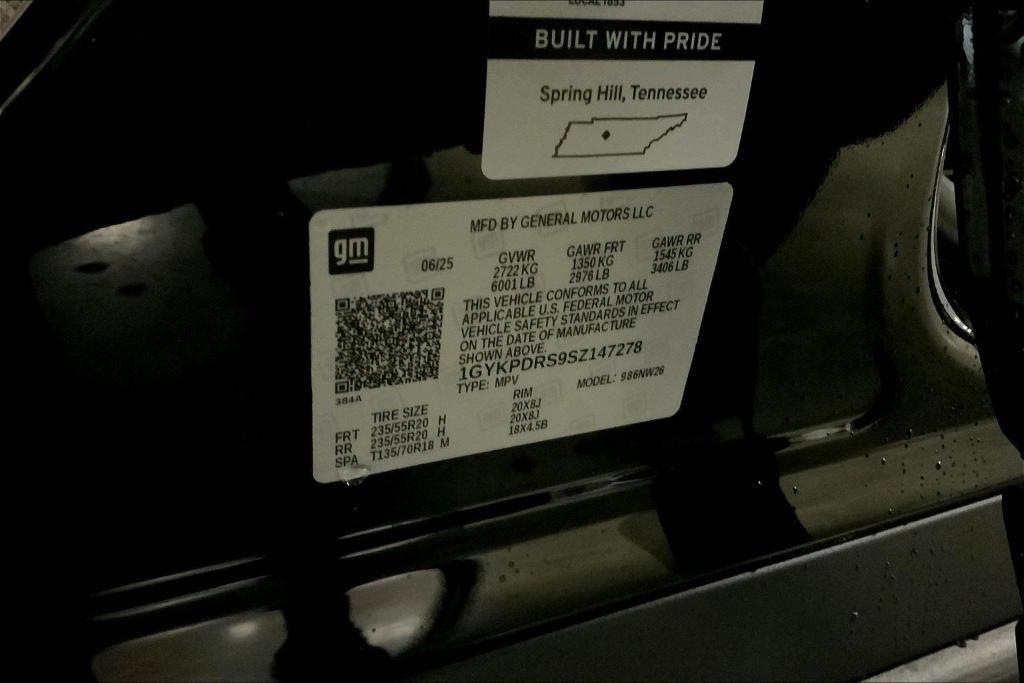 LOCAL 1853
BUILT WITH PRIDE
Spring Hill, Tennessee
MFD BY GENERAL MOTORS LLC
gm
06/25
GVWR GAWR FRT GAWR RR
2722 KG 1350 KG 1545 KG
6001 LB 2976 LB 3406 LB
THIS VEHICLE CONFORMS TO ALL
APPLICABLE U.S. FEDERAL MOTOR
VEHICLE SAFETY STANDARDS IN EFFECT
ON THE DATE OF MANUFACTURE
SHOWN ABOVE.
1GYKPDRS9SZ147278
TYPE: MPV MODEL: 986NW26
384A
TIRE SIZE RIM
FRT 235/55R20 H 20X8J
RR 235/55R20 H 20X8J
SPA T135/70R18 M 18X4.5B